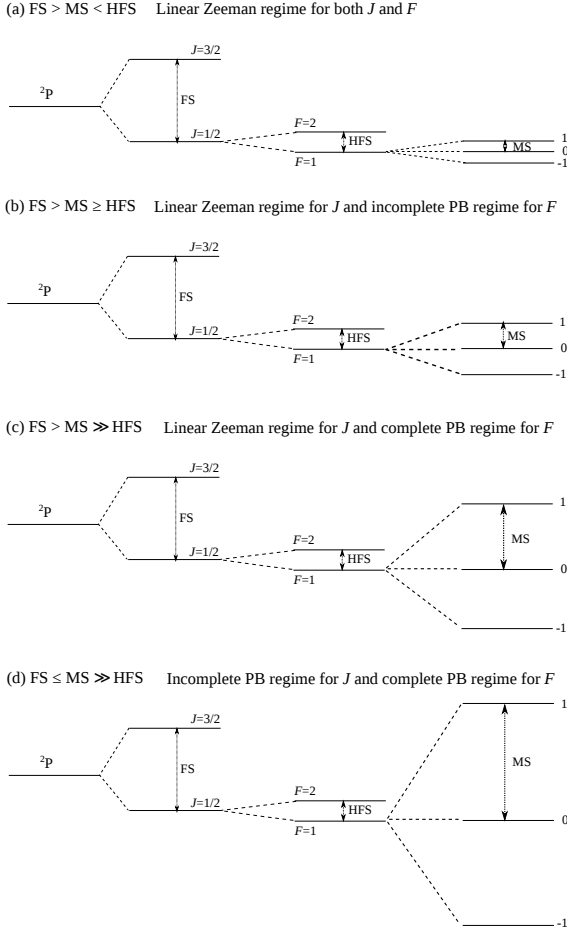 (a) FS > MS < HFS Linear Zeeman regime for both J and F
J=3/2
²P
FS
J=1/2
F=2
HFS
F=1
1
MS
0
-1
(b) FS > MS ≥ HFS Linear Zeeman regime for J and incomplete PB regime for F
J=3/2
²P
FS
J=1/2
F=2
HFS
F=1
1
MS
0
-1
(c) FS > MS ≫ HFS Linear Zeeman regime for J and complete PB regime for F
J=3/2
²P
FS
J=1/2
F=2
HFS
F=1
1
MS
0
-1
(d) FS ≤ MS ≫ HFS Incomplete PB regime for J and complete PB regime for F
1
J=3/2
²P
FS
MS
J=1/2
F=2
HFS
F=1
0
-1